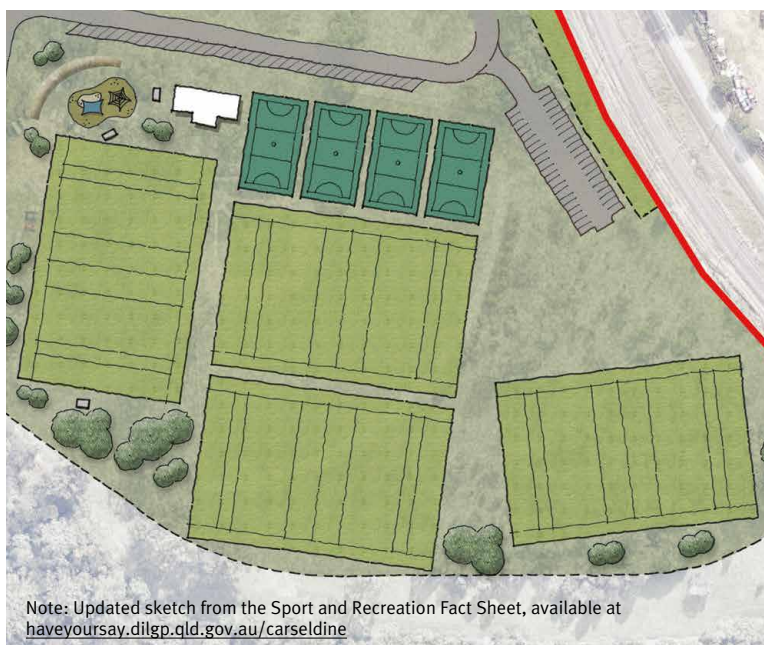 Note: Updated sketch from the Sport and Recreation Fact Sheet, available at
haveyoursay.dilgp.qld.gov.au/carseldine